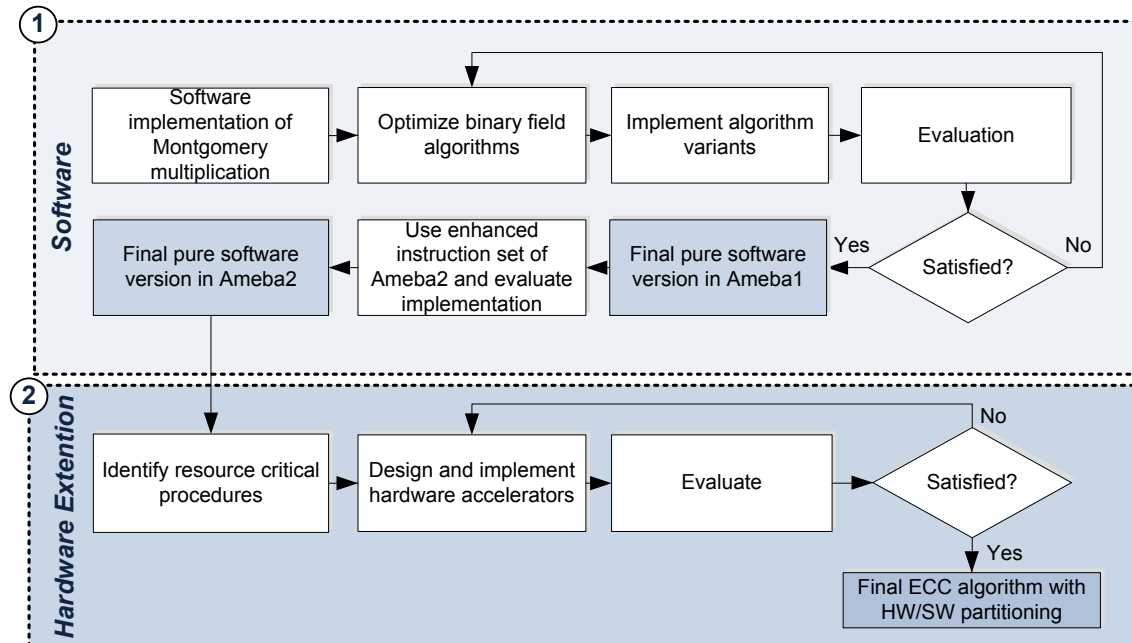 1
Software
Software
implementation of
Montgomery
multiplication
Optimize binary field
algorithms
Implement algorithm
variants
Evaluation
Final pure software
version in Ameba2
Use enhanced
instruction set of
Ameba2 and evaluate
implementation
Final pure software
version in Ameba1
Yes
Satisfied?
No
2
Hardware Extention
Identify resource critical
procedures
Design and implement
hardware accelerators
Evaluate
No
Satisfied?
Yes
Final ECC algorithm with
HW/SW partitioning